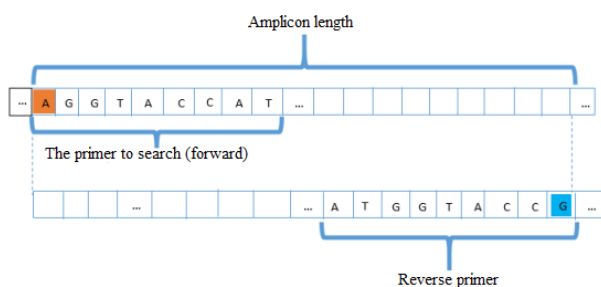 Amplicon length
... A G G T A C C A T ... ...
The primer to search (forward)
... ... A T G G T A C C G ...
Reverse primer